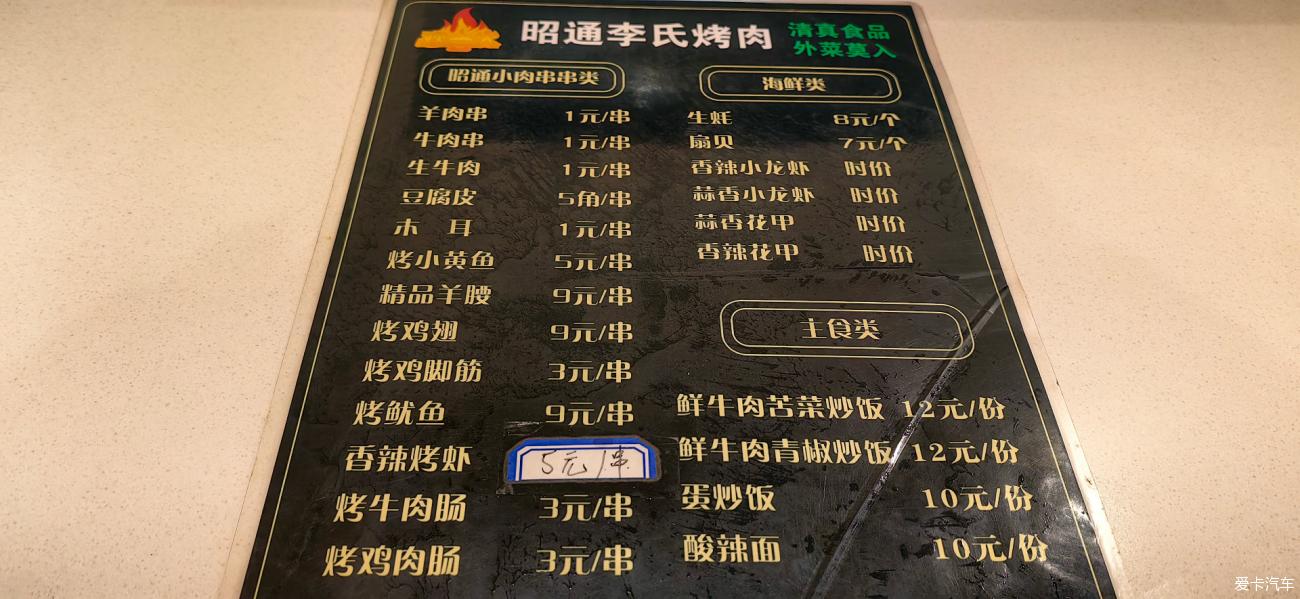 昭通李氏烤肉
清真食品
外菜莫入
昭通小肉串串类
羊肉串 1元/串
牛肉串 1元/串
生牛肉 1元/串
豆腐皮 5角/串
木 耳 1元/串
烤小黄鱼 5元/串
精品羊腰 9元/串
烤鸡翅 9元/串
烤鸡脚筋 3元/串
烤鱿鱼 9元/串
香辣烤虾 5元/串
烤牛肉肠 3元/串
烤鸡肉肠 3元/串
海鲜类
生蚝 8元/个
扇贝 7元/个
香辣小龙虾 时价
蒜香小龙虾 时价
蒜香花甲 时价
香辣花甲 时价
主食类
鲜牛肉苦菜炒饭 12元/份
鲜牛肉青椒炒饭 12元/份
蛋炒饭 10元/份
酸辣面 10元/份
爱卡汽车